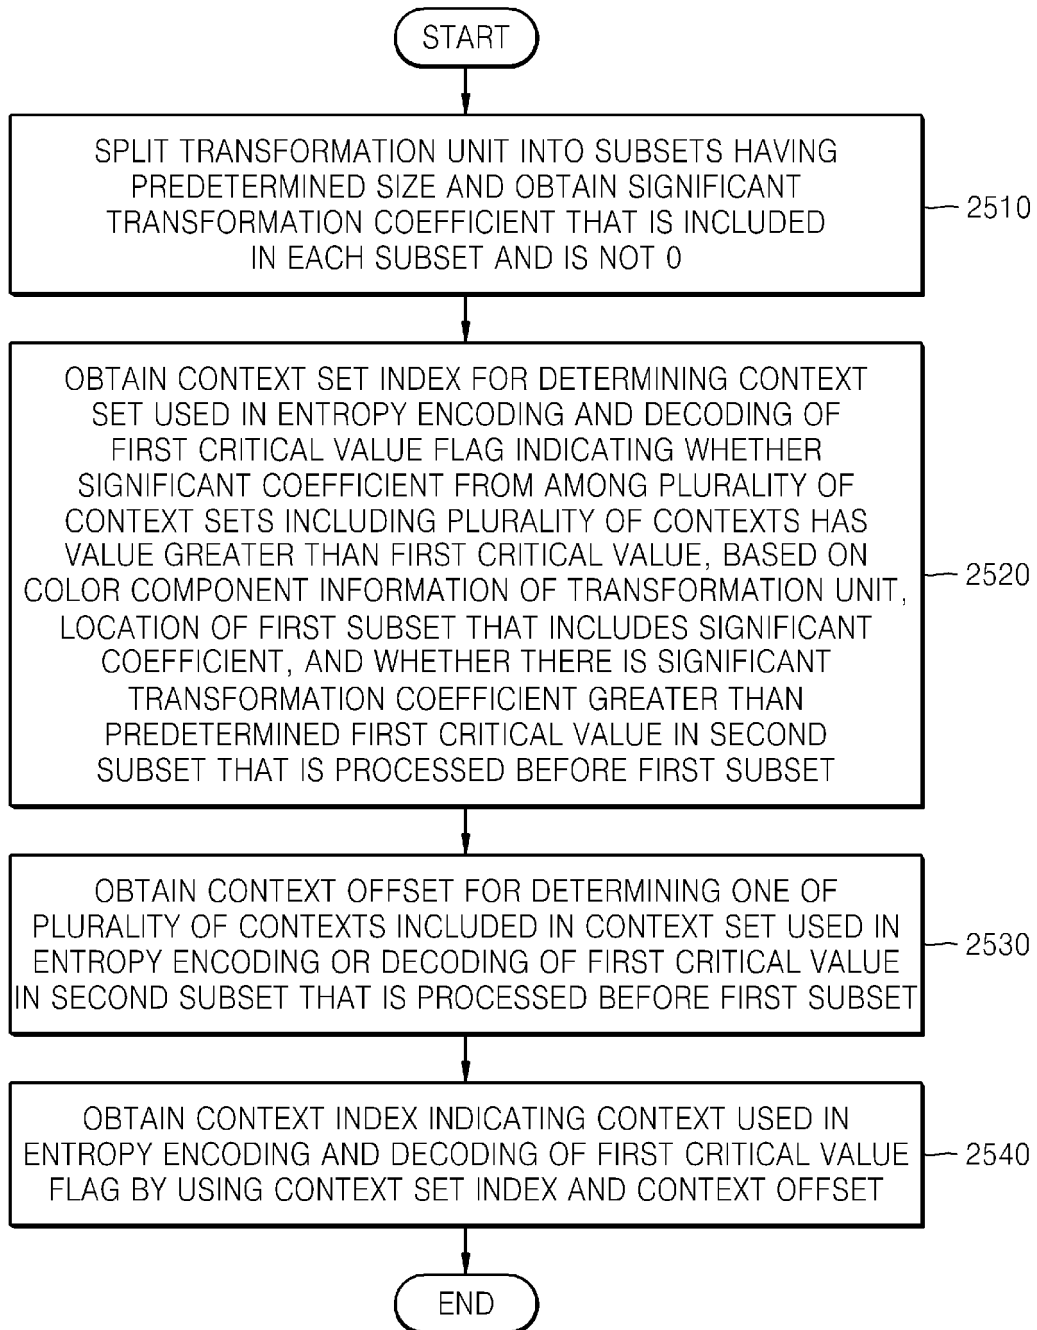 START
SPLIT TRANSFORMATION UNIT INTO SUBSETS HAVING
PREDETERMINED SIZE AND OBTAIN SIGNIFICANT
TRANSFORMATION COEFFICIENT THAT IS INCLUDED
IN EACH SUBSET AND IS NOT 0
2510
OBTAIN CONTEXT SET INDEX FOR DETERMINING CONTEXT
SET USED IN ENTROPY ENCODING AND DECODING OF
FIRST CRITICAL VALUE FLAG INDICATING WHETHER
SIGNIFICANT COEFFICIENT FROM AMONG PLURALITY OF
CONTEXT SETS INCLUDING PLURALITY OF CONTEXTS HAS
VALUE GREATER THAN FIRST CRITICAL VALUE, BASED ON
COLOR COMPONENT INFORMATION OF TRANSFORMATION UNIT,
LOCATION OF FIRST SUBSET THAT INCLUDES SIGNIFICANT
COEFFICIENT, AND WHETHER THERE IS SIGNIFICANT
TRANSFORMATION COEFFICIENT GREATER THAN
PREDETERMINED FIRST CRITICAL VALUE IN SECOND
SUBSET THAT IS PROCESSED BEFORE FIRST SUBSET
2520
OBTAIN CONTEXT OFFSET FOR DETERMINING ONE OF
PLURALITY OF CONTEXTS INCLUDED IN CONTEXT SET USED IN
ENTROPY ENCODING OR DECODING OF FIRST CRITICAL VALUE
IN SECOND SUBSET THAT IS PROCESSED BEFORE FIRST SUBSET
2530
OBTAIN CONTEXT INDEX INDICATING CONTEXT USED IN
ENTROPY ENCODING AND DECODING OF FIRST CRITICAL VALUE
FLAG BY USING CONTEXT SET INDEX AND CONTEXT OFFSET
2540
END